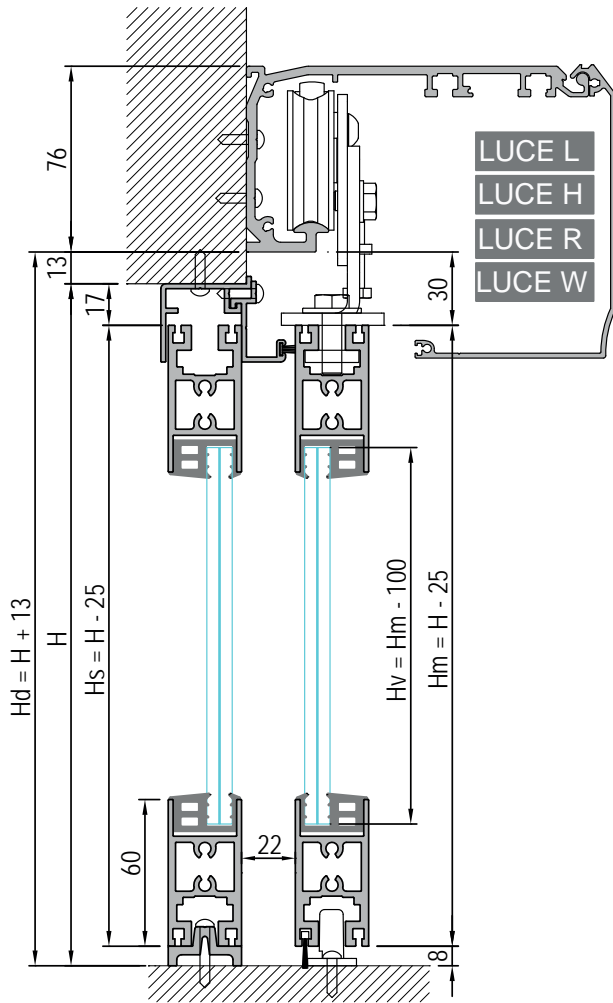 76
LUCE L
LUCE H
LUCE R
LUCE W
13
17
30
Hd = H + 13
H
Hs = H - 25
Hv = Hm - 100
Hm = H - 25
60
22
8